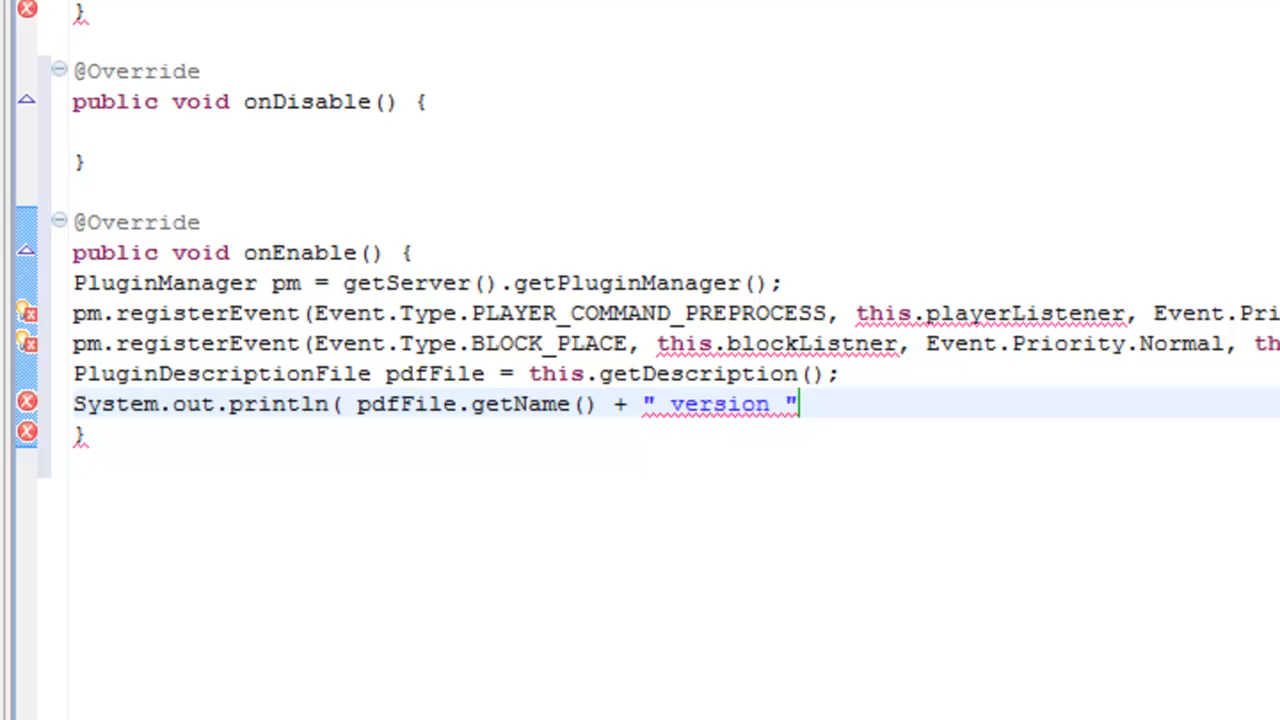 }
@Override
public void onDisable() {
}
@Override
public void onEnable() {
PluginManager pm = getServer().getPluginManager();
pm.registerEvent(Event.Type.PLAYER_COMMAND_PREPROCESS, this.playerListener, Event.Pri
pm.registerEvent(Event.Type.BLOCK_PLACE, this.blockListner, Event.Priority.Normal, th
PluginDescriptionFile pdfFile = this.getDescription();
System.out.println( pdfFile.getName() + " version "
}